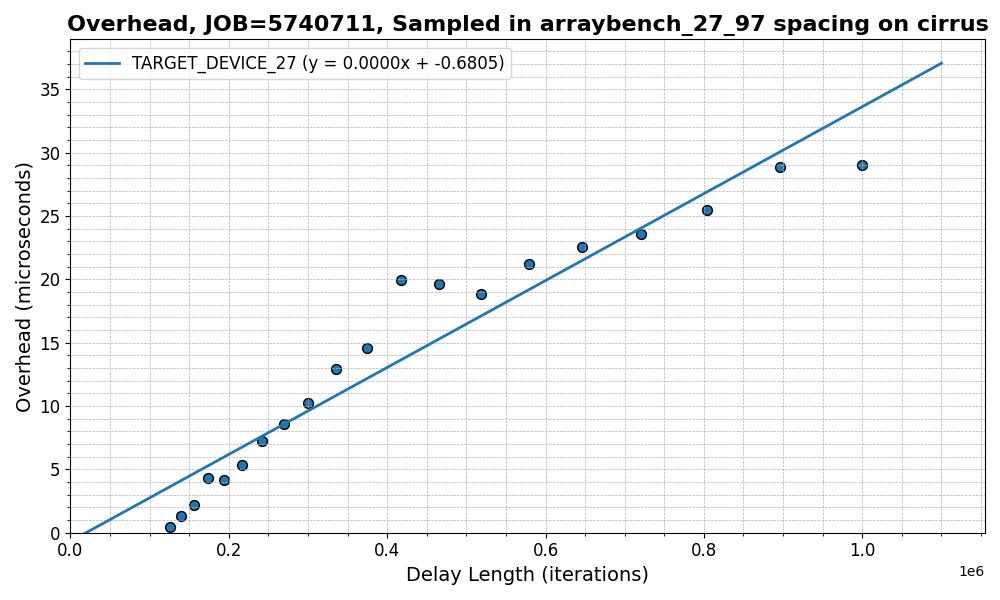 Overhead, JOB=5740711, Sampled in arraybench_27_97 spacing on cirrus
TARGET_DEVICE_27 (y = 0.0000x + -0.6805)
Overhead (microseconds)
35
30
25
20
15
10
5
0
0.0 0.2 0.4 0.6 0.8 1.0
1e6
Delay Length (iterations)